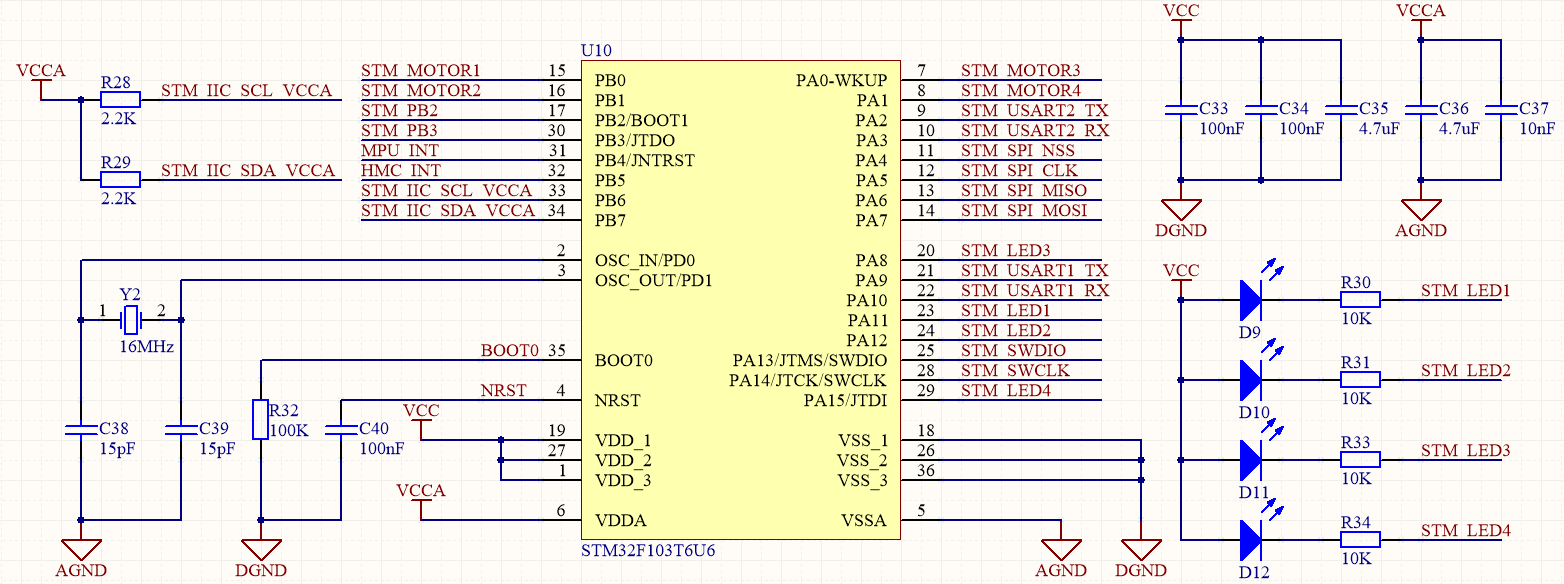 VCCA
R28
2.2K
STM IIC SCL VCCA
R29
2.2K
STM IIC SDA VCCA
U10
STM MOTOR1 15 PB0
STM MOTOR2 16 PB1
STM PB2 17 PB2/BOOT1
STM PB3 30 PB3/JTDO
MPU INT 31 PB4/JNTRST
HMC INT 32 PB5
STM IIC SCL VCCA 33 PB6
STM IIC SDA VCCA 34 PB7
2 OSC_IN/PD0
3 OSC_OUT/PD1
BOOT0 35 BOOT0
NRST 4 NRST
VCC
19 VDD_1
27 VDD_2
1 VDD_3
VCCA
6 VDDA
PA0-WKUP 7 STM MOTOR3
PA1 8 STM MOTOR4
PA2 9 STM USART2 TX
PA3 10 STM USART2 RX
PA4 11 STM SPI NSS
PA5 12 STM SPI CLK
PA6 13 STM SPI MISO
PA7 14 STM SPI MOSI
PA8 20 STM LED3
PA9 21 STM USART1 TX
PA10 22 STM USART1 RX
PA11 23 STM LED1
PA12 24 STM LED2
PA13/JTMS/SWDIO 25 STM SWDIO
PA14/JTCK/SWCLK 28 STM SWCLK
PA15/JTDI 29 STM LED4
VSS_1 18
VSS_2 26
VSS_3 36
VSSA 5
STM32F103T6U6
AGND
DGND
Y2
1 2
16MHz
C38
15pF
C39
15pF
AGND
R32
100K
C40
100nF
DGND
VCC
C33
100nF
C34
100nF
C35
4.7uF
DGND
VCCA
C36
4.7uF
C37
10nF
AGND
VCC
D9
R30
10K
STM LED1
D10
R31
10K
STM LED2
D11
R33
10K
STM LED3
D12
R34
10K
STM LED4